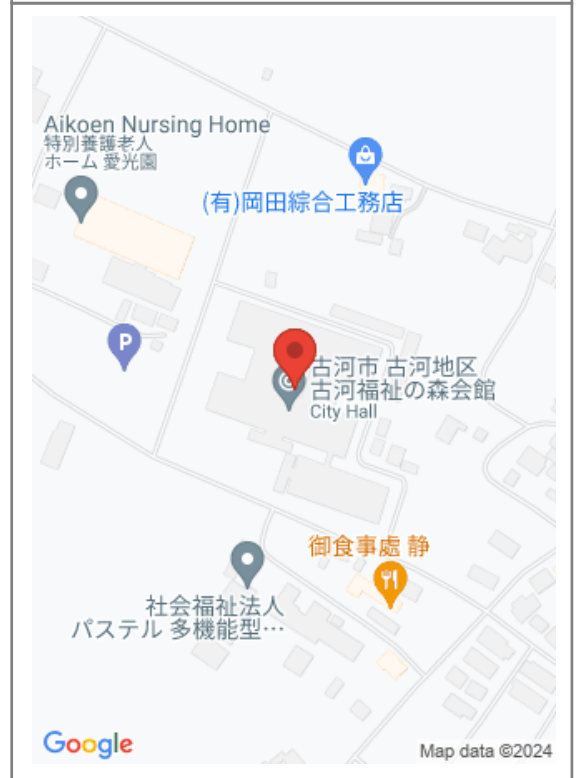 Aikoen Nursing Home
特別養護老人
ホーム 愛光園
(有)岡田綜合工務店
P
古河市 古河地区
古河福祉の森会館
City Hall
御食事處 静
社会福祉法人
パステル 多機能型…
Google
Map data ©2024